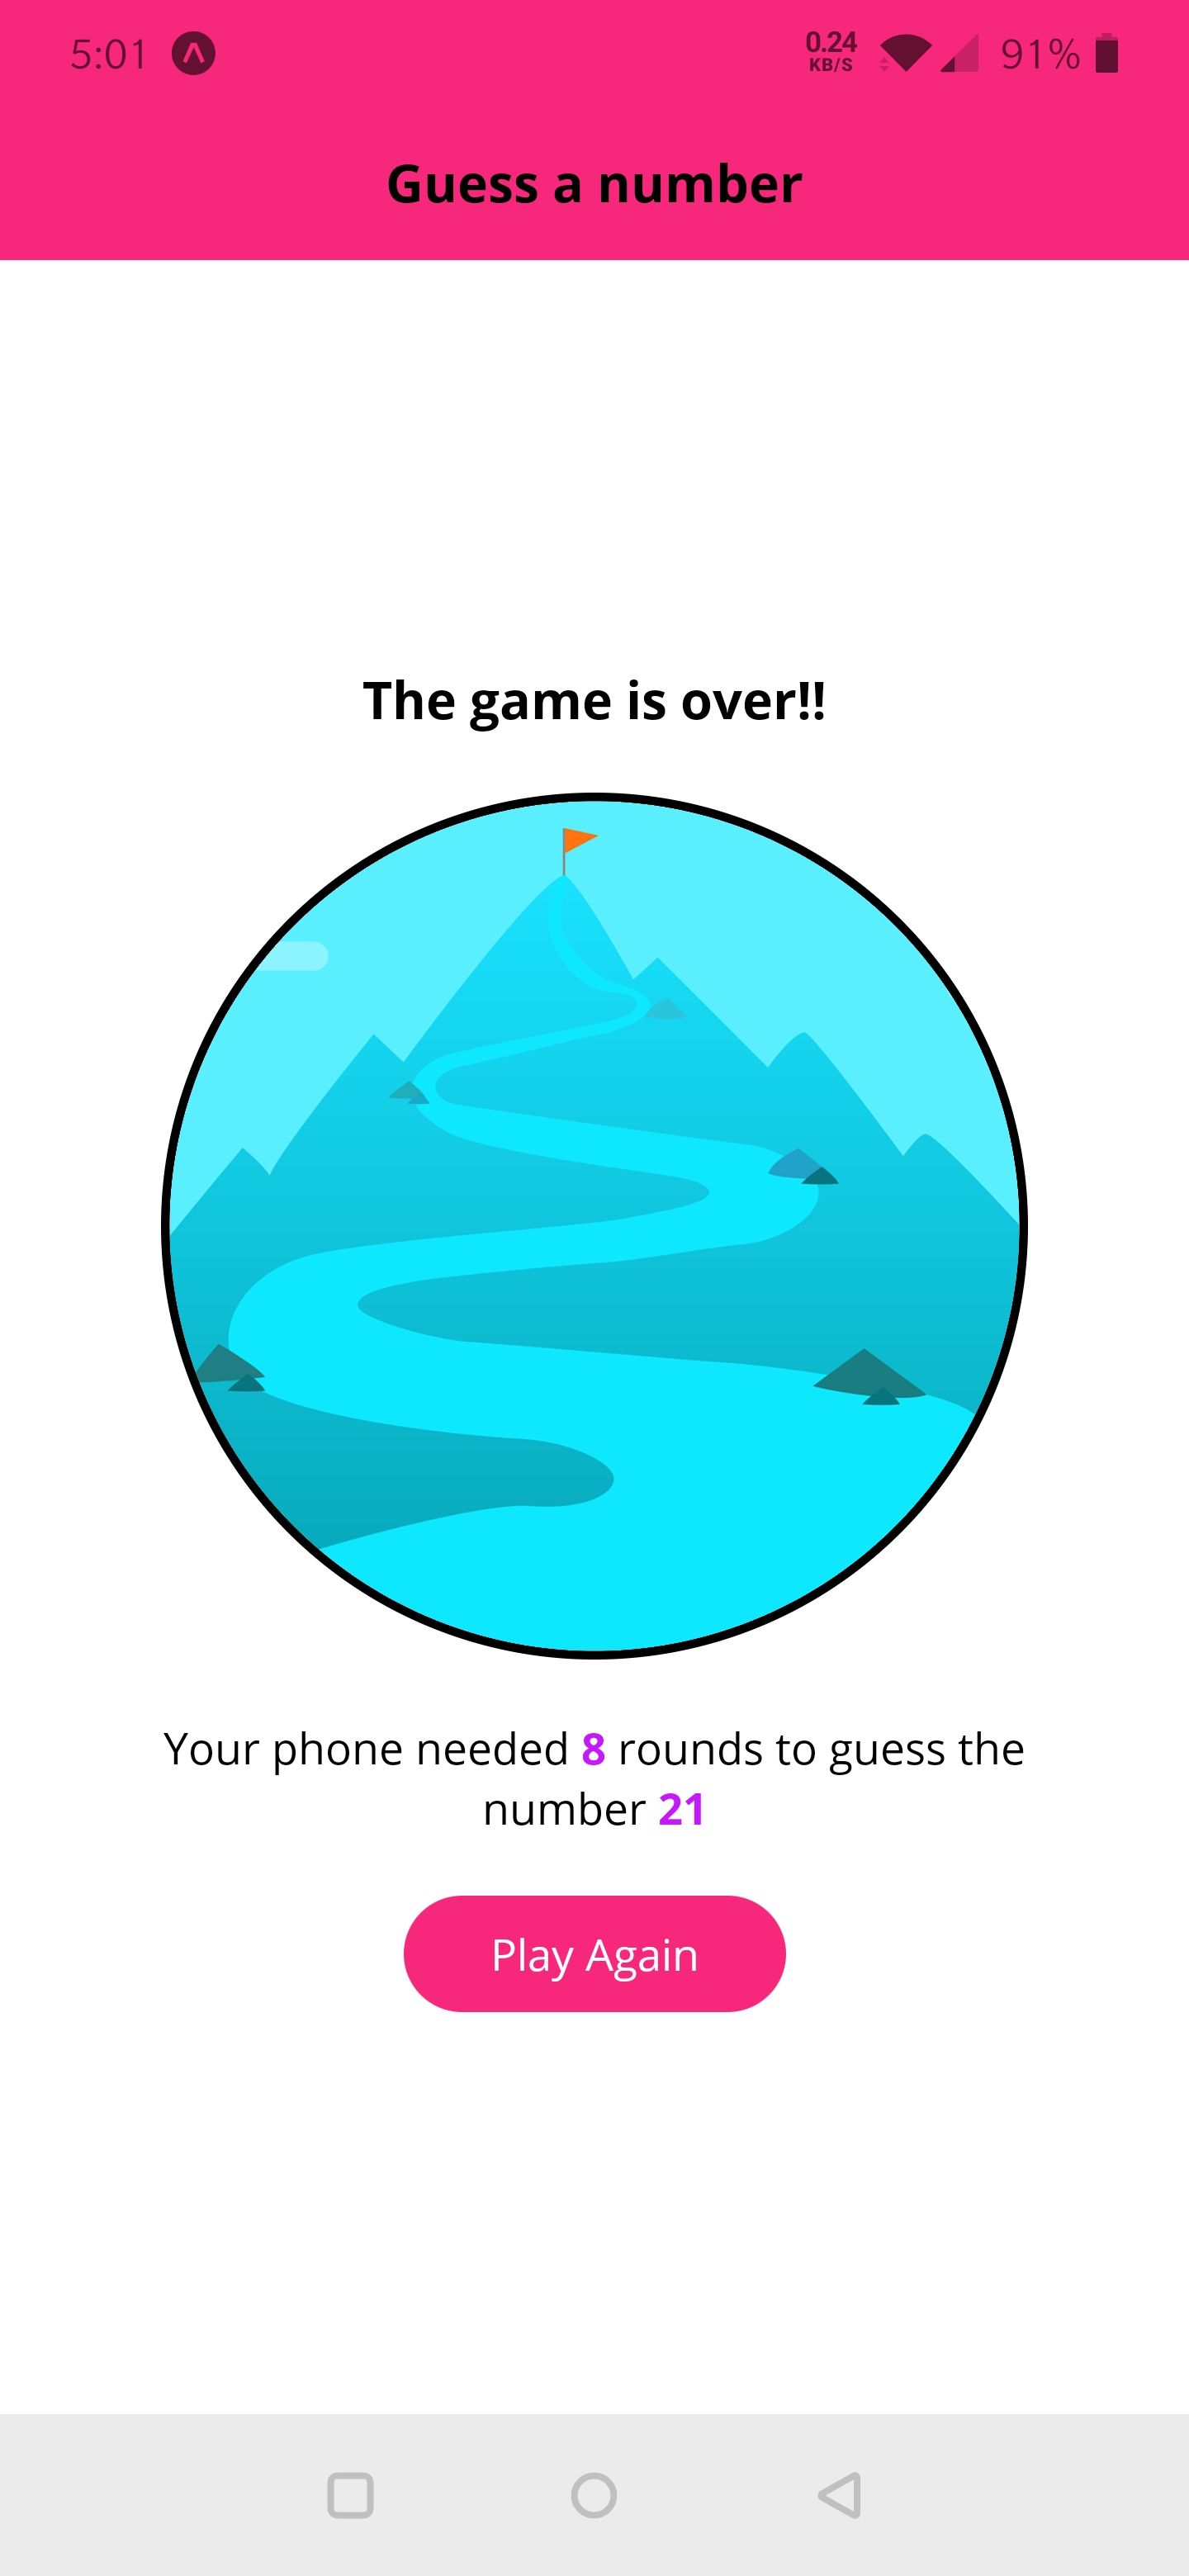 5:01
0.24
KB/S
91%
Guess a number
The game is over!!
Your phone needed 8 rounds to guess the
number 21
Play Again